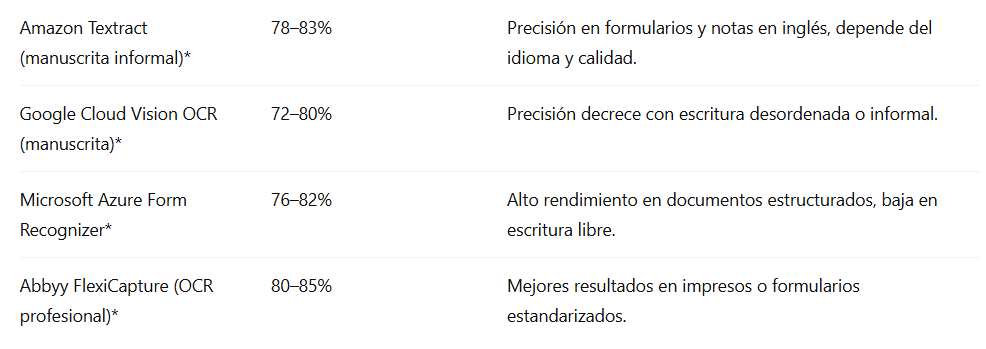 Amazon Textract 78–83% Precisión en formularios y notas en inglés, depende del
(manuscrita informal)* idioma y calidad.
Google Cloud Vision OCR 72–80% Precisión decrece con escritura desordenada o informal.
(manuscrita)*
Microsoft Azure Form 76–82% Alto rendimiento en documentos estructurados, baja en
Recognizer* escritura libre.
Abbyy FlexiCapture (OCR 80–85% Mejores resultados en impresos o formularios
profesional)* estandarizados.